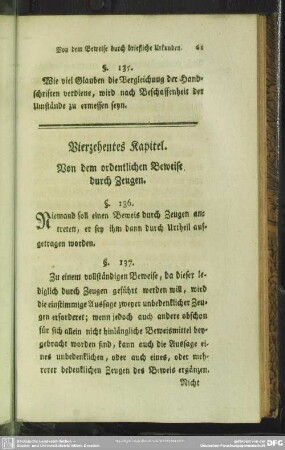 Von dem Beweise durch briefliche Urkunden. 61
§. 135.
Wie viel Glauben die Vergleichung der Hand-
schriften verdiene, wird nach Beschaffenheit der
Umstände zu ermessen seyn.
Vierzehentes Kapitel.
Von dem ordentlichen Beweise
durch Zeugen.
§. 136.
Niemand soll einen Beweis durch Zeugen an-
treten, er sey ihm dann durch Urtheil auf-
getragen worden.
§. 137.
Zu einem vollständigen Beweise, da dieser le-
diglich durch Zeugen geführt werden will, wird
die einstimmige Aussage zweyer unbedenklicher Zeu-
gen erforderet; wenn jedoch auch andere obschon
für sich allein nicht hinlängliche Beweismittel bey-
gebracht worden sind, kann auch die Aussage ei-
nes unbedenklichen, oder auch eines, oder meh-
rerer bedenklichen Zeugen des Beweis ergänzen.
Nicht
DFG